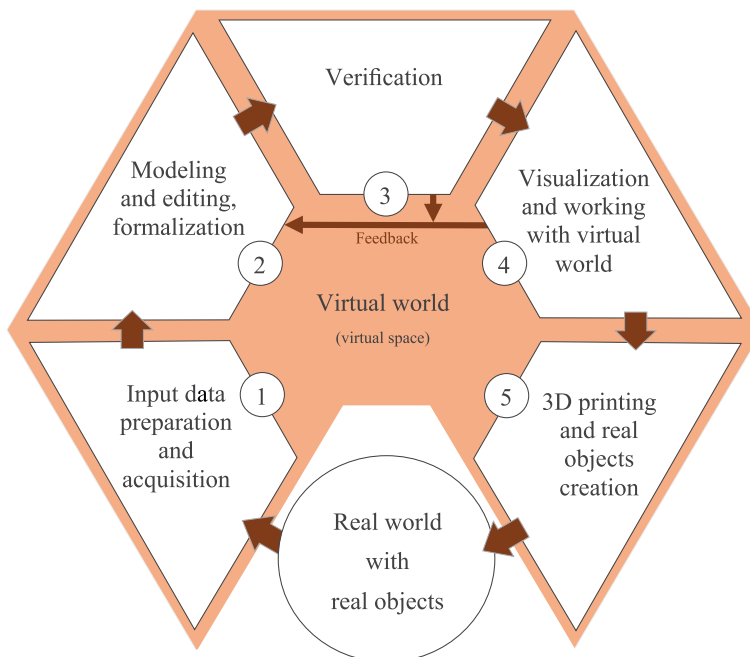 Verification
3
Modeling
and editing,
formalization
2
Visualization
and working
with virtual
world
4
Feedback
Virtual world
(virtual space)
Input data
preparation
and
acquisition
1
3D printing
and real
objects
creation
5
Real world
with
real objects